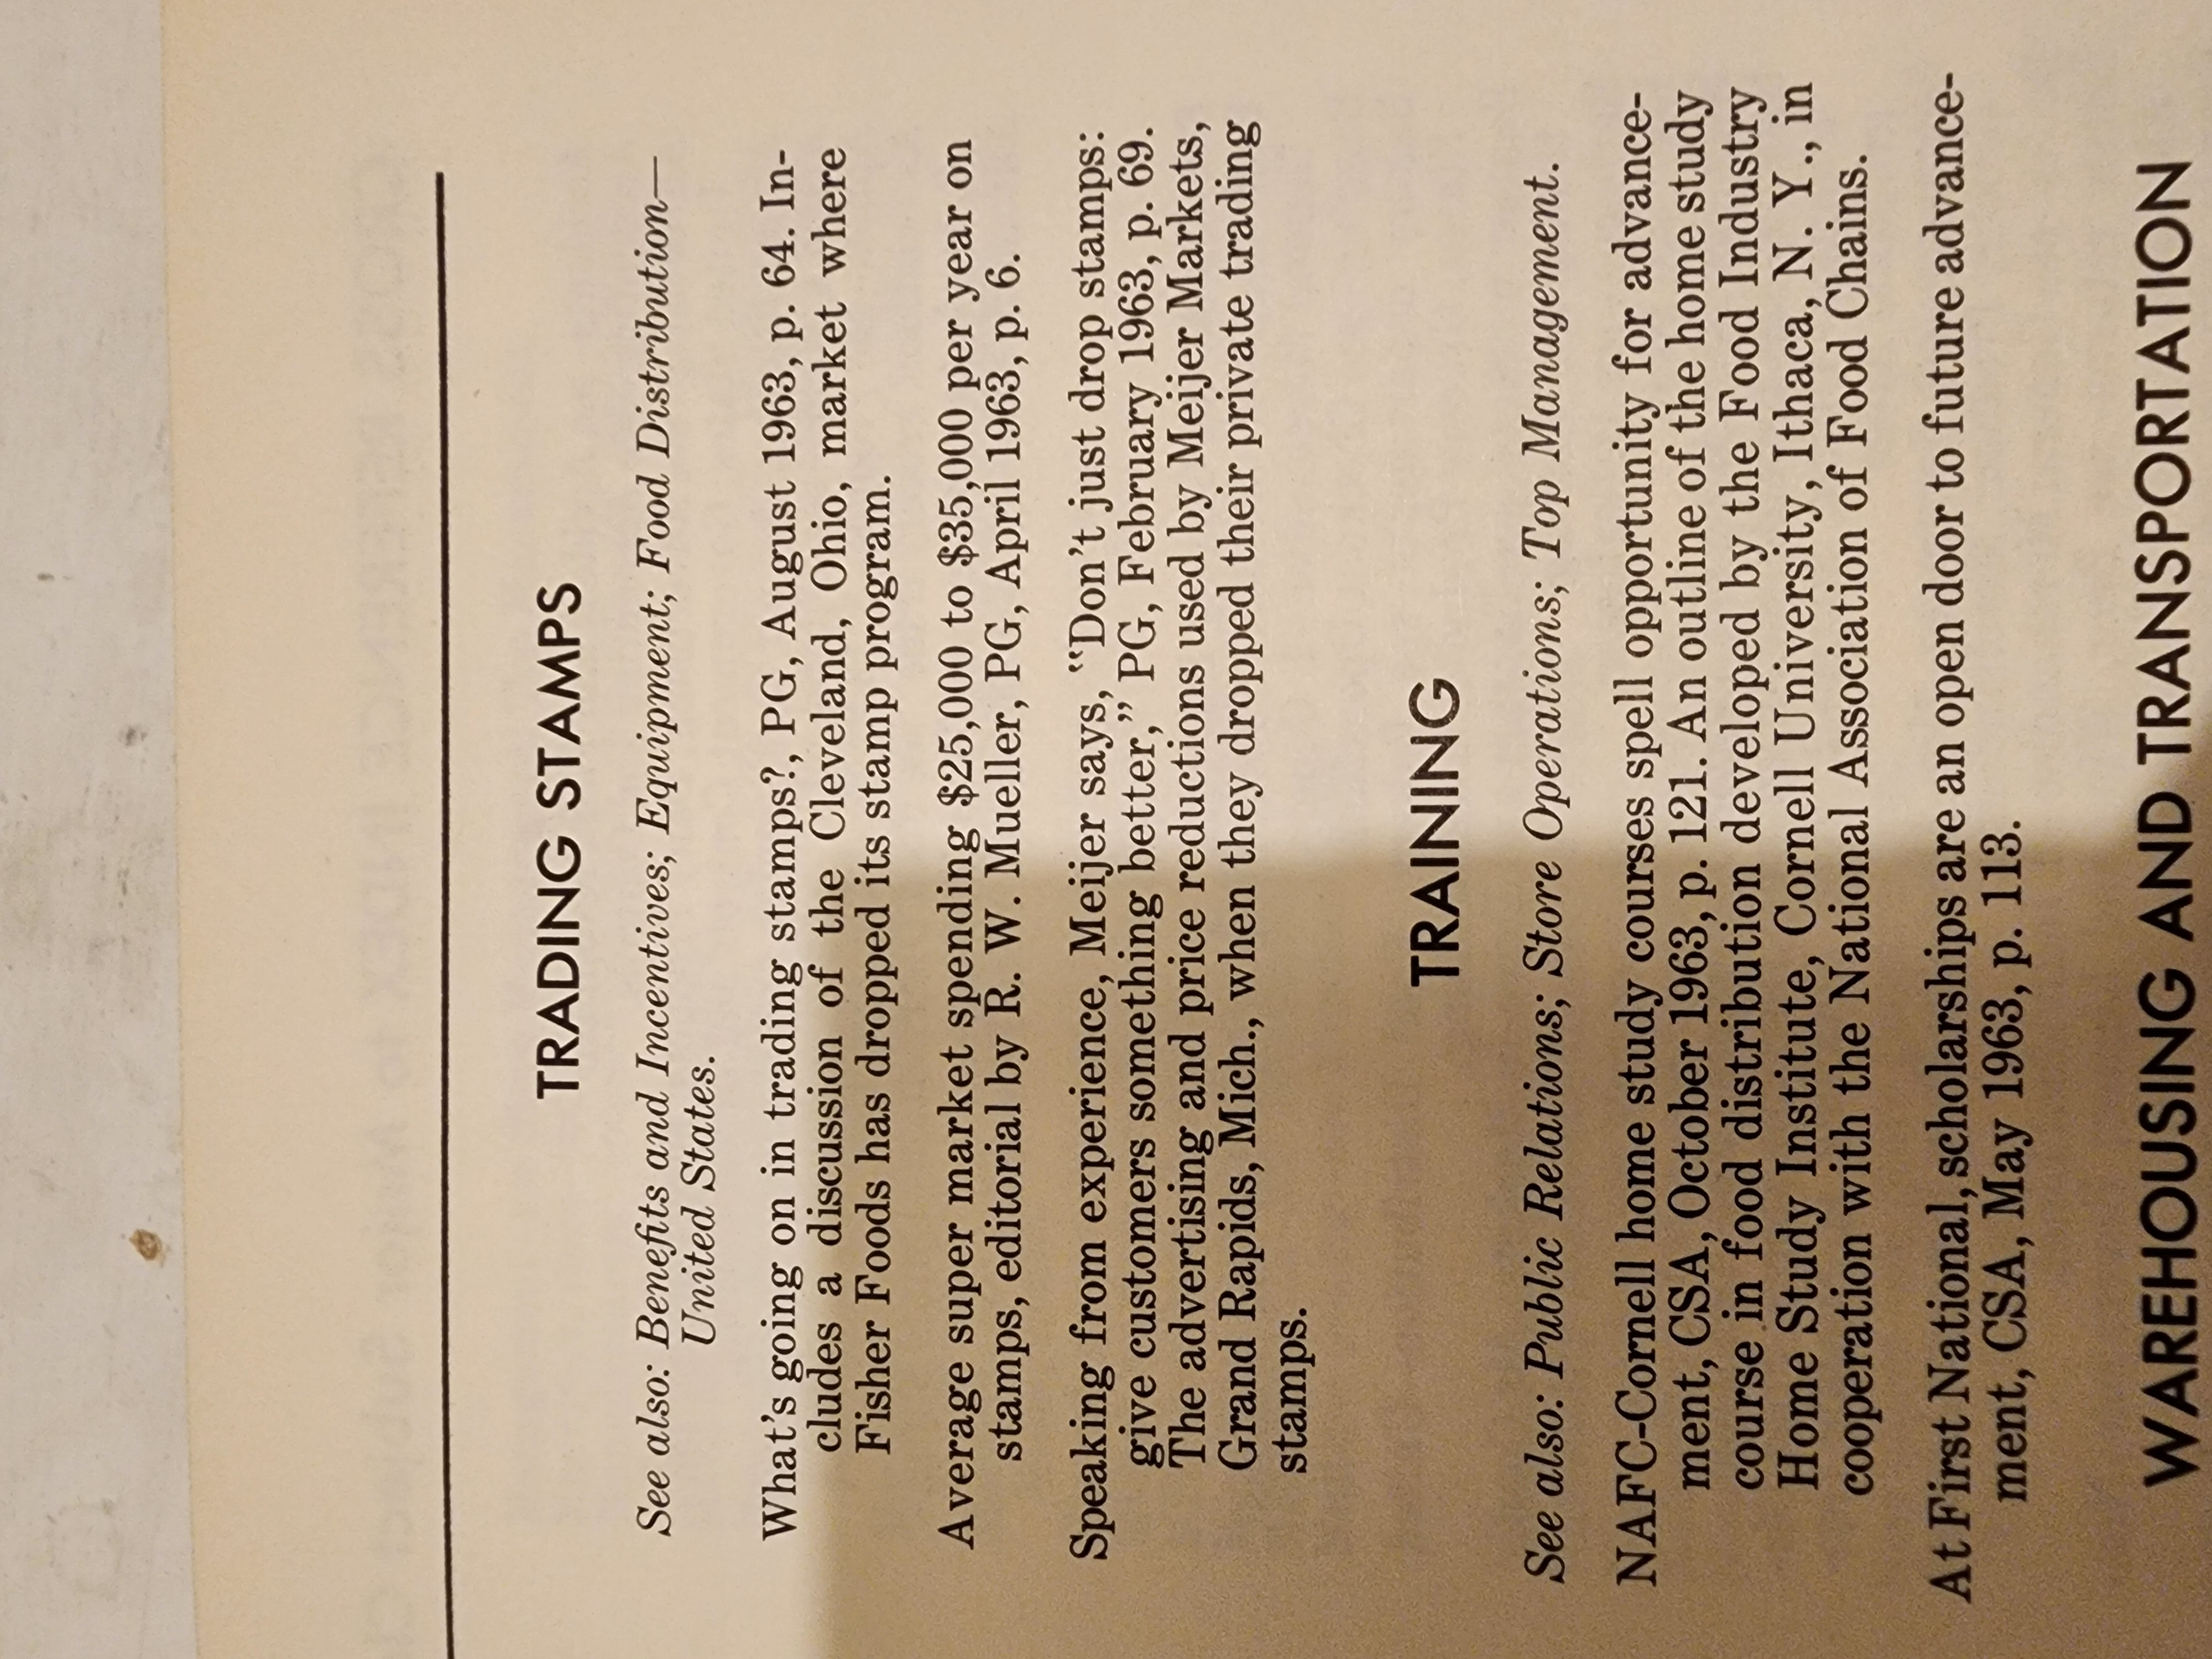 TRADING STAMPS
See also: Benefits and Incentives; Equipment; Food Distribution—
United States.
What's going on in trading stamps?, PG, August 1963, p. 64. In-
cludes a discussion of the Cleveland, Ohio, market where
Fisher Foods has dropped its stamp program.
Average super market spending $25,000 to $35,000 per year on
stamps, editorial by R. W. Mueller, PG, April 1963, p. 6.
Speaking from experience, Meijer says, "Don't just drop stamps:
give customers something better," PG, February 1963, p. 69.
The advertising and price reductions used by Meijer Markets,
Grand Rapids, Mich., when they dropped their private trading
stamps.
TRAINING
See also: Public Relations; Store Operations; Top Management.
NAFC-Cornell home study courses spell opportunity for advance-
ment, CSA, October 1963, p. 121. An outline of the home study
course in food distribution developed by the Food Industry
Home Study Institute, Cornell University, Ithaca, N. Y., in
cooperation with the National Association of Food Chains.
At First National, scholarships are an open door to future advance-
ment, CSA, May 1963, p. 113.
WAREHOUSING AND TRANSPORTATION